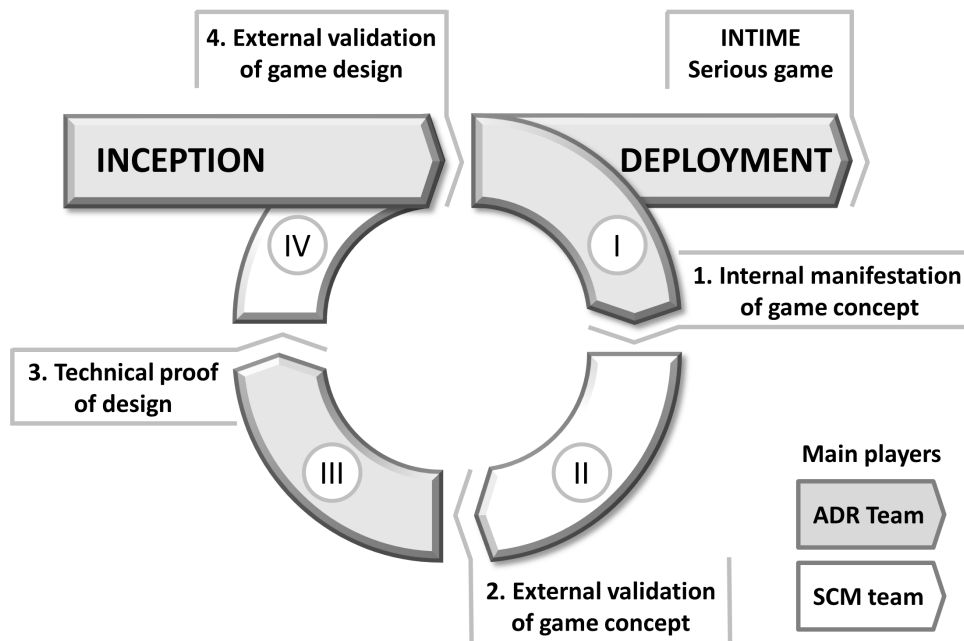 4. External validation
of game design
INTIME
Serious game
INCEPTION
DEPLOYMENT
IV
I
1. Internal manifestation
of game concept
3. Technical proof
of design
III
II
Main players
ADR Team
2. External validation
of game concept
SCM team